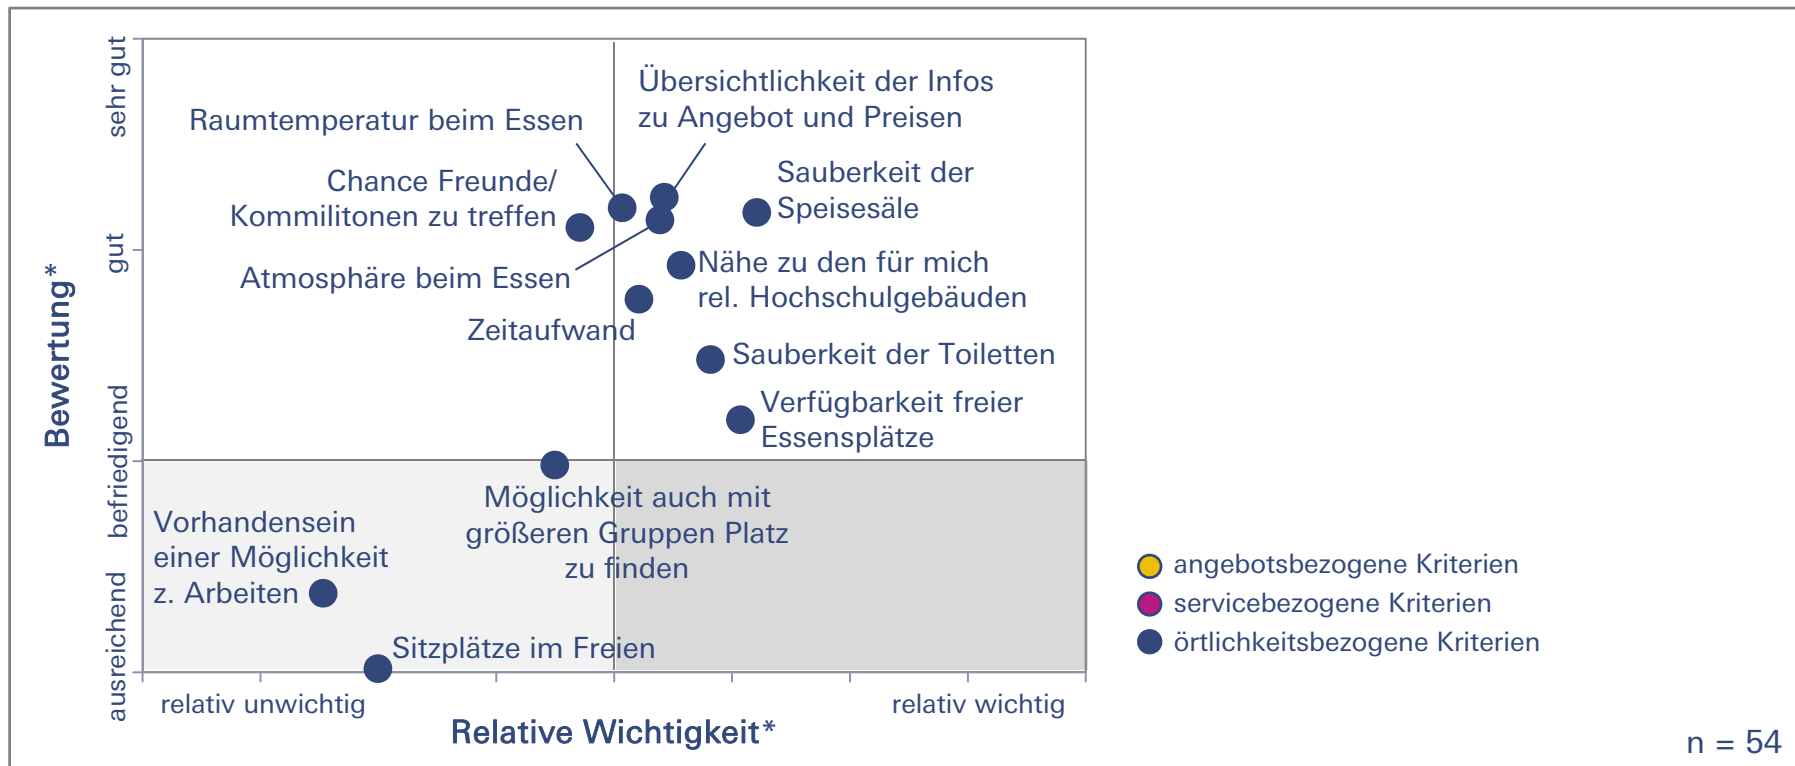 sehr gut
gut
befriedigend
ausreichend
Bewertung*
Übersichtlichkeit der Infos
zu Angebot und Preisen
Raumtemperatur beim Essen
Chance Freunde/
Kommilitonen zu treffen
Sauberkeit der
Speisesäle
Atmosphäre beim Essen
Nähe zu den für mich
rel. Hochschulgebäuden
Zeitaufwand
Sauberkeit der Toiletten
Verfügbarkeit freier
Essensplätze
Möglichkeit auch mit
größeren Gruppen Platz
zu finden
Vorhandensein
einer Möglichkeit
z. Arbeiten
Sitzplätze im Freien
relativ unwichtig
relativ wichtig
Relative Wichtigkeit*
angebotsbezogene Kriterien
servicebezogene Kriterien
örtlichkeitsbezogene Kriterien
n = 54